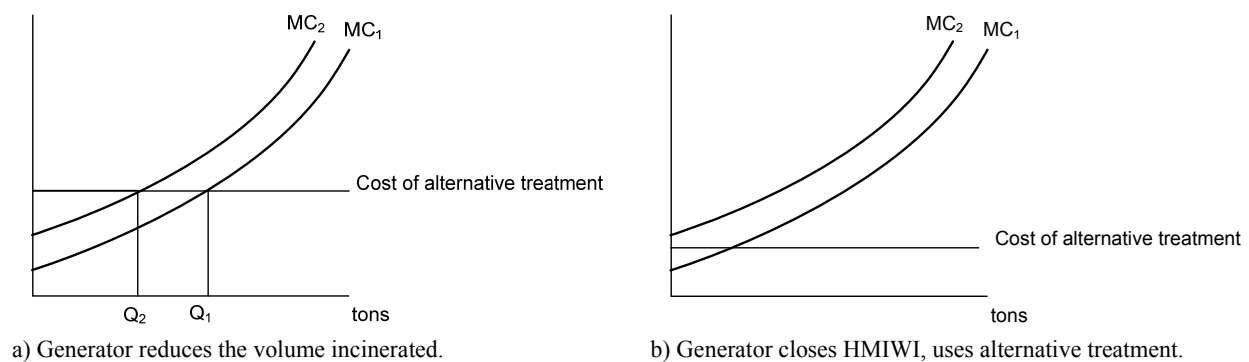 MC₂
MC₁
Cost of alternative treatment
Q₂ Q₁
tons
a) Generator reduces the volume incinerated.
MC₂
MC₁
Cost of alternative treatment
tons
b) Generator closes HMIWI, uses alternative treatment.